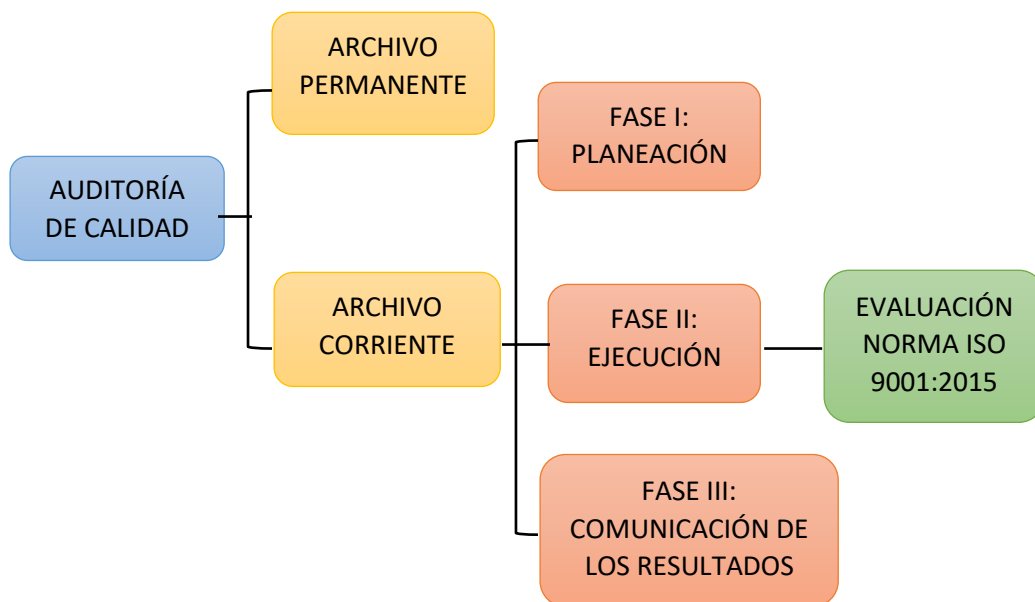 ARCHIVO
PERMANENTE
FASE I:
PLANEACIÓN
AUDITORÍA
DE CALIDAD
ARCHIVO
CORRIENTE
FASE II:
EJECUCIÓN
EVALUACIÓN
NORMA ISO
9001:2015
FASE III:
COMUNICACIÓN DE
LOS RESULTADOS